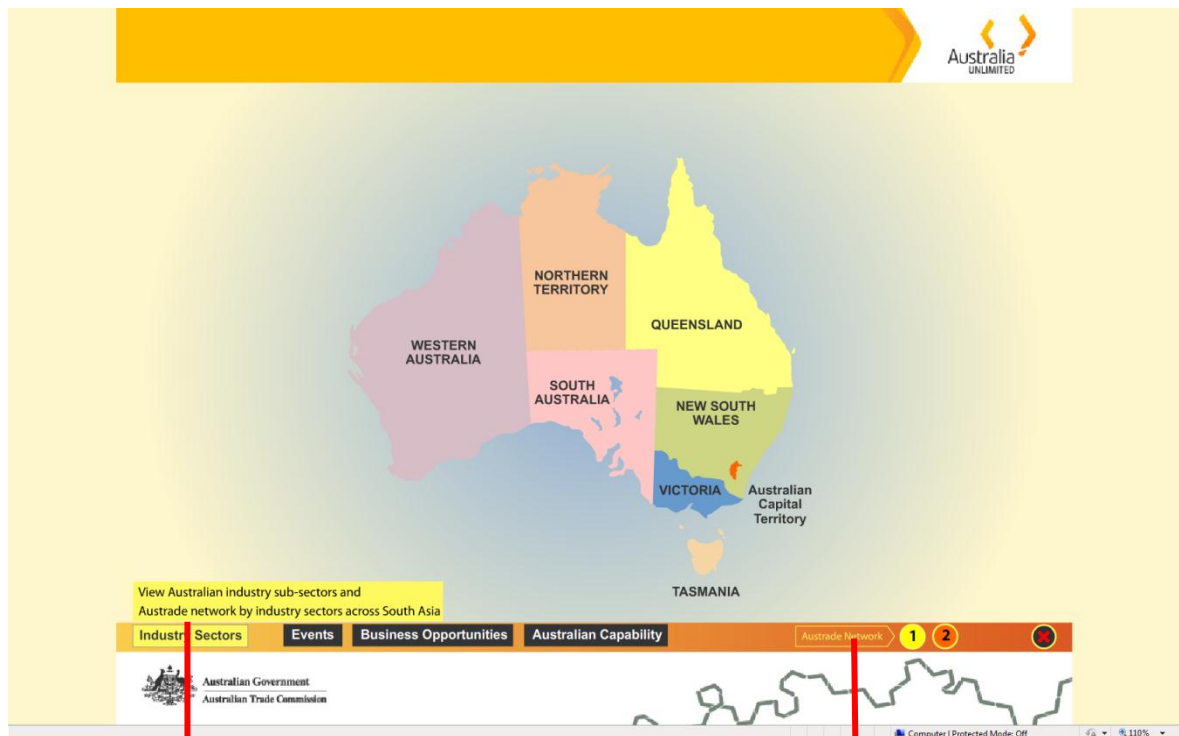 Australia
UNLIMITED
NORTHERN
TERRITORY
QUEENSLAND
WESTERN
AUSTRALIA
SOUTH
AUSTRALIA
NEW SOUTH
WALES
VICTORIA
Australian
Capital
Territory
TASMANIA
View Australian industry sub-sectors and
Austrade network by industry sectors across South Asia
Industry Sectors
Events
Business Opportunities
Australian Capability
Austrade Network
1
2
Australian Government
Australian Trade Commission
Computer | Protected Mode: Off
110%